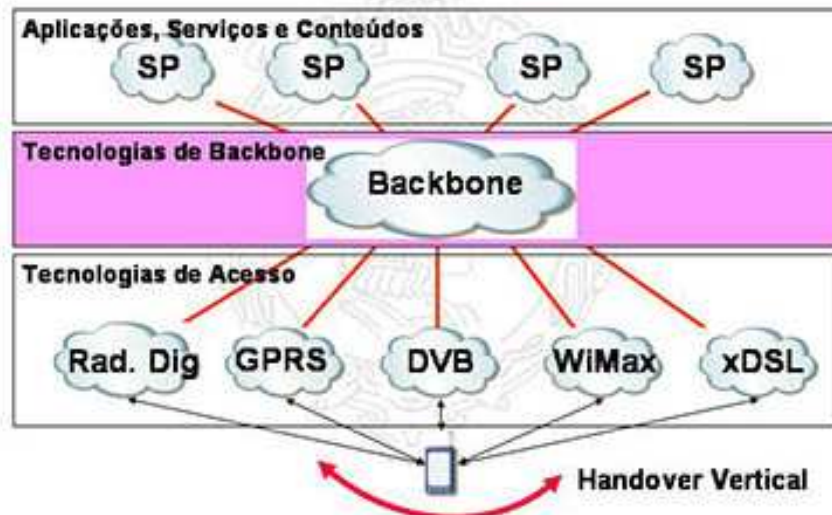 Aplicações, Serviços e Conteúdos
SP SP SP SP
Tecnologias de Backbone
Backbone
Tecnologias de Acesso
Rad. Dig GPRS DVB WiMax xDSL
Handover Vertical